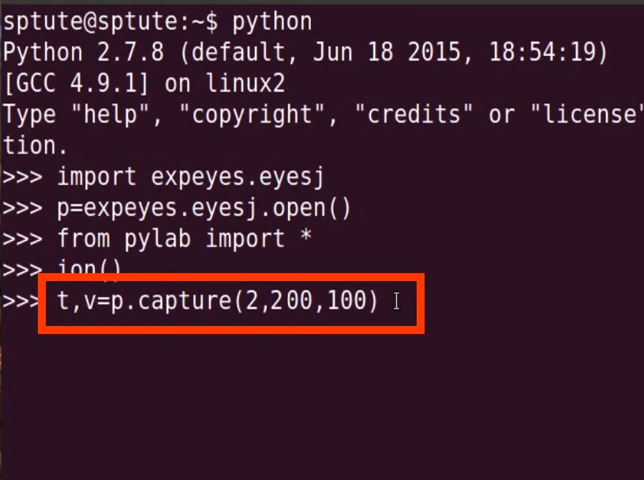 sptute@sptute:~$ python
Python 2.7.8 (default, Jun 18 2015, 18:54:19)
[GCC 4.9.1] on linux2
Type "help", "copyright", "credits" or "license"
tion.
>>> import expeyes.eyesj
>>> p=expeyes.eyesj.open()
>>> from pylab import *
>>> ion()
>>> t,v=p.capture(2,200,100)